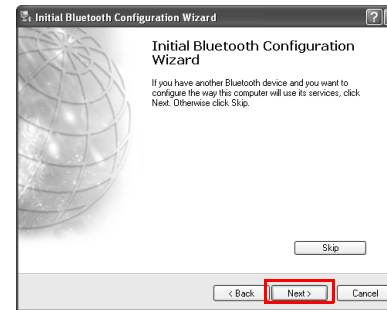 Initial Bluetooth Configuration Wizard
?
Initial Bluetooth Configuration
Wizard
If you have another Bluetooth device and you want to
configure the way this computer will use its services, click
Next. Otherwise click Skip.
Skip
< Back Next > Cancel